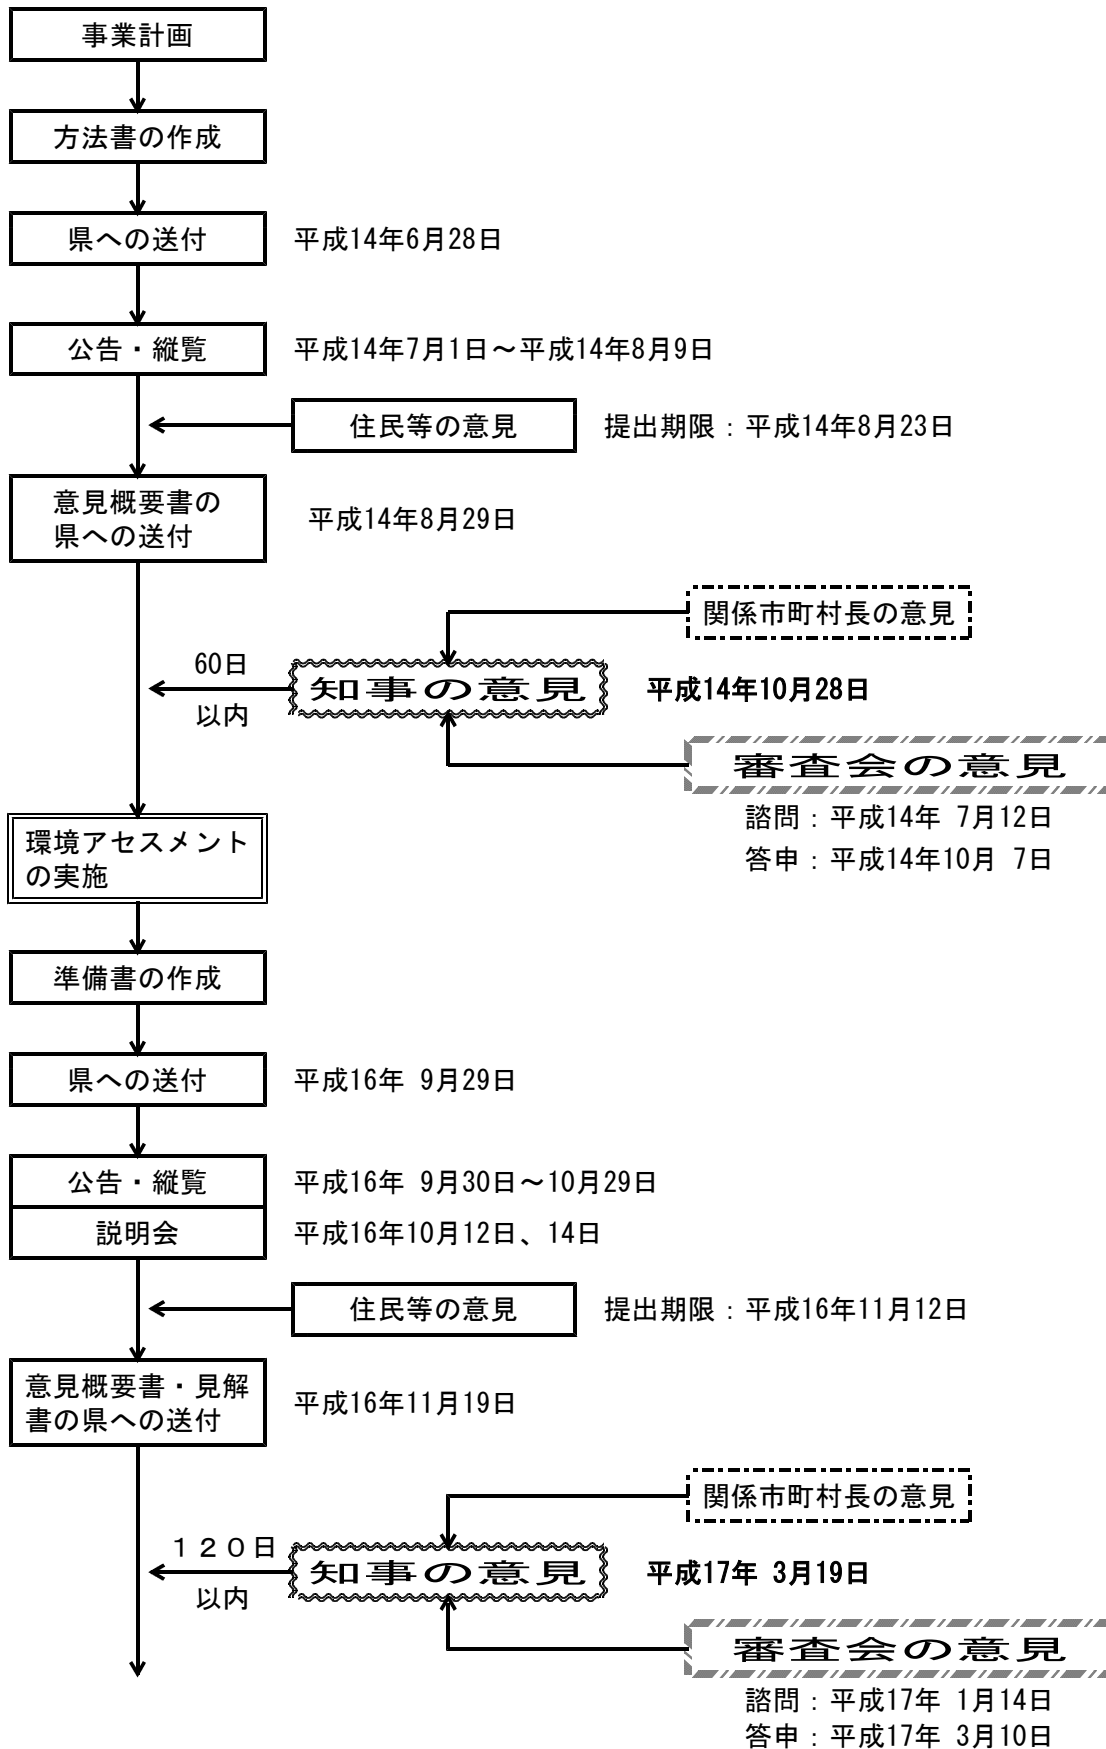 事業計画
方法書の作成
県への送付 平成14年6月28日
公告・縦覧 平成14年7月1日～平成14年8月9日
住民等の意見 提出期限：平成14年8月23日
意見概要書の
県への送付
平成14年8月29日
関係市町村長の意見
60日
以内
知事の意見 平成14年10月28日
審査会の意見
諮問：平成14年 7月12日
答申：平成14年10月 7日
環境アセスメント
の実施
準備書の作成
県への送付 平成16年 9月29日
公告・縦覧 平成16年 9月30日～10月29日
説明会 平成16年10月12日、14日
住民等の意見 提出期限：平成16年11月12日
意見概要書・見解
書の県への送付
平成16年11月19日
関係市町村長の意見
１２０日
以内
知事の意見 平成17年 3月19日
審査会の意見
諮問：平成17年 1月14日
答申：平成17年 3月10日